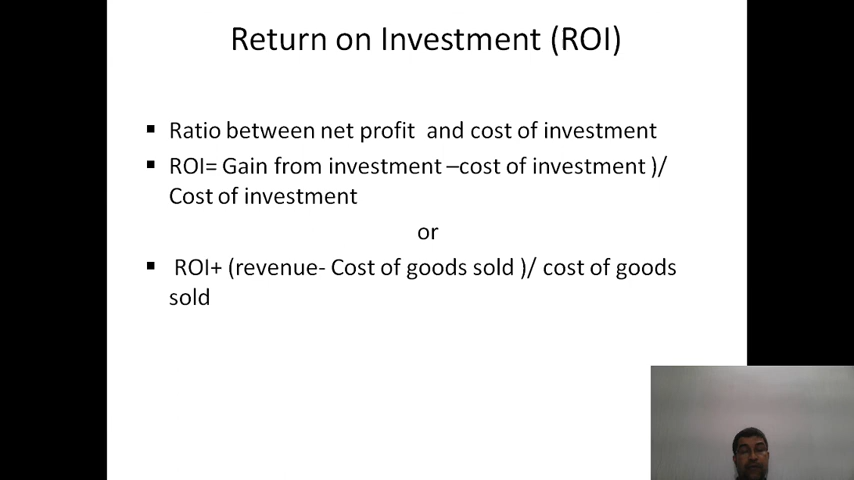 Return on Investment (ROI)
▪ Ratio between net profit and cost of investment
▪ ROI= Gain from investment –cost of investment )/
Cost of investment
or
▪ ROI+ (revenue- Cost of goods sold )/ cost of goods
sold